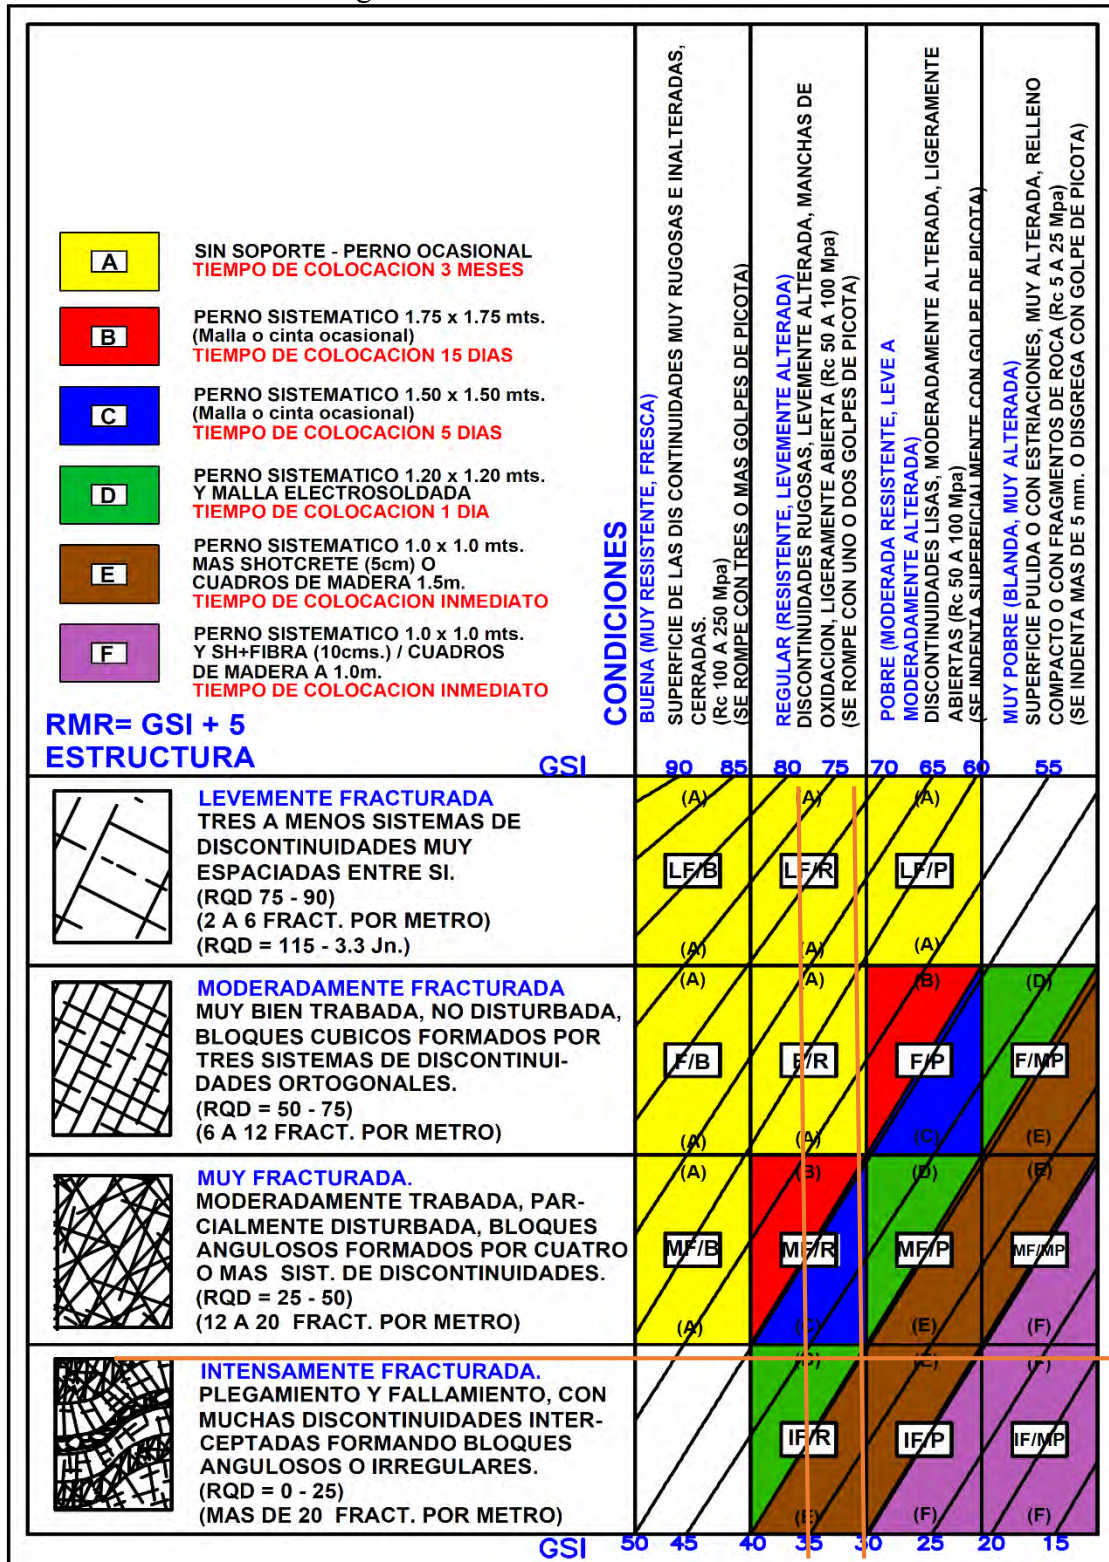 A
SIN SOPORTE - PERNO OCASIONAL
TIEMPO DE COLOCACION 3 MESES
B
PERNO SISTEMATICO 1.75 x 1.75 mts.
(Malla o cinta ocasional)
TIEMPO DE COLOCACION 15 DIAS
C
PERNO SISTEMATICO 1.50 x 1.50 mts.
(Malla o cinta ocasional)
TIEMPO DE COLOCACION 5 DIAS
D
PERNO SISTEMATICO 1.20 x 1.20 mts.
Y MALLA ELECTROSOLDADA
TIEMPO DE COLOCACION 1 DIA
E
PERNO SISTEMATICO 1.0 x 1.0 mts.
MAS SHOTCRETE (5cm) O
CUADROS DE MADERA 1.5m.
TIEMPO DE COLOCACION INMEDIATO
F
PERNO SISTEMATICO 1.0 x 1.0 mts.
Y SH+FIBRA (10cms.) / CUADROS
DE MADERA A 1.0m.
TIEMPO DE COLOCACION INMEDIATO
RMR= GSI + 5
ESTRUCTURA
CONDICIONES
BUENA (MUY RESISTENTE, FRESCA)
SUPERFICIE DE LAS DIS CONTINUIDADES MUY RUGOSAS E INALTERADAS,
CERRADAS.
(Rc 100 A 250 Mpa)
(SE ROMPE CON TRES O MAS GOLPES DE PICOTA)
REGULAR (RESISTENTE, LEVEMENTE ALTERADA)
DISCONTINUIDADES RUGOSAS, LEVEMENTE ALTERADA, MANCHAS DE
OXIDACION, LIGERAMENTE ABIERTA (Rc 50 A 100 Mpa)
(SE ROMPE CON UNO O DOS GOLPES DE PICOTA)
POBRE (MODERADA RESISTENTE, LEVE A
MODERADAMENTE ALTERADA)
DISCONTINUIDADES LISAS, MODERADAMENTE ALTERADA, LIGERAMENTE
ABIERTAS (Rc 50 A 100 Mpa)
(SE INDENTA SUPERFICIALMENTE CON GOLPE DE PICOTA)
MUY POBRE (BLANDA, MUY ALTERADA)
SUPERFICIE PULIDA O CON ESTRIACIONES, MUY ALTERADA, RELLENO
COMPACTO O CON FRAGMENTOS DE ROCA (Rc 5 A 25 Mpa)
(SE INDENTA MAS DE 5 mm. O DISGREGA CON GOLPE DE PICOTA)
GSI 90 85 80 75 70 65 60 55
LEVEMENTE FRACTURADA
TRES A MENOS SISTEMAS DE
DISCONTINUIDADES MUY
ESPACIADAS ENTRE SI.
(RQD 75 - 90)
(2 A 6 FRACT. POR METRO)
(RQD = 115 - 3.3 Jn.)
(A) (A) (A)
LF/B LF/R LF/P
(A) (A) (A)
MODERADAMENTE FRACTURADA
MUY BIEN TRABADA, NO DISTURBADA,
BLOQUES CUBICOS FORMADOS POR
TRES SISTEMAS DE DISCONTINUI-
DADES ORTOGONALES.
(RQD = 50 - 75)
(6 A 12 FRACT. POR METRO)
(A) (A) (B) (D)
F/B F/R F/P F/MP
(A) (A) (C) (E)
MUY FRACTURADA.
MODERADAMENTE TRABADA, PAR-
CIALMENTE DISTURBADA, BLOQUES
ANGULOSOS FORMADOS POR CUATRO
O MAS SIST. DE DISCONTINUIDADES.
(RQD = 25 - 50)
(12 A 20 FRACT. POR METRO)
(A) (B) (D) (E)
MF/B MF/R MF/P MF/MP
(A) (C) (E) (F)
INTENSAMENTE FRACTURADA.
PLEGAMIENTO Y FALLAMIENTO, CON
MUCHAS DISCONTINUIDADES INTER-
CEPTADAS FORMANDO BLOQUES
ANGULOSOS O IRREGULARES.
(RQD = 0 - 25)
(MAS DE 20 FRACT. POR METRO)
(D) (E) (F)
IF/R IF/P IF/MP
(E) (F) (F)
GSI 50 45 40 35 30 25 20 15